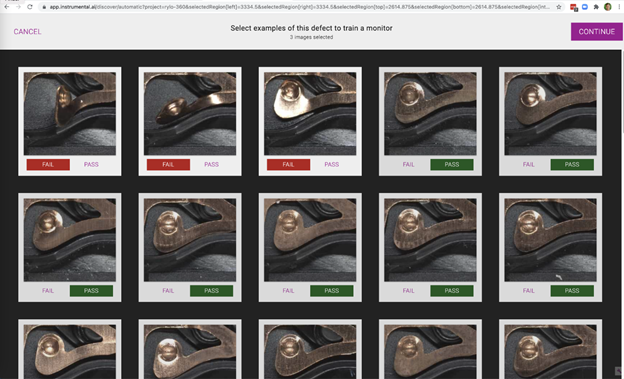 app.instrumental.ai/discover/automatic?project=vyto-360&selectedRegion[left]=3334.5&selectedRegion[right]=3334.5&selectedRegion[top]=2614.875&selectedRegion[bottom]=2614.875&selectedRegion[int...
CANCEL
Select examples of this defect to train a monitor
3 images selected
CONTINUE
FAIL PASS FAIL PASS FAIL PASS FAIL PASS FAIL PASS
FAIL PASS FAIL PASS FAIL PASS FAIL PASS FAIL PASS